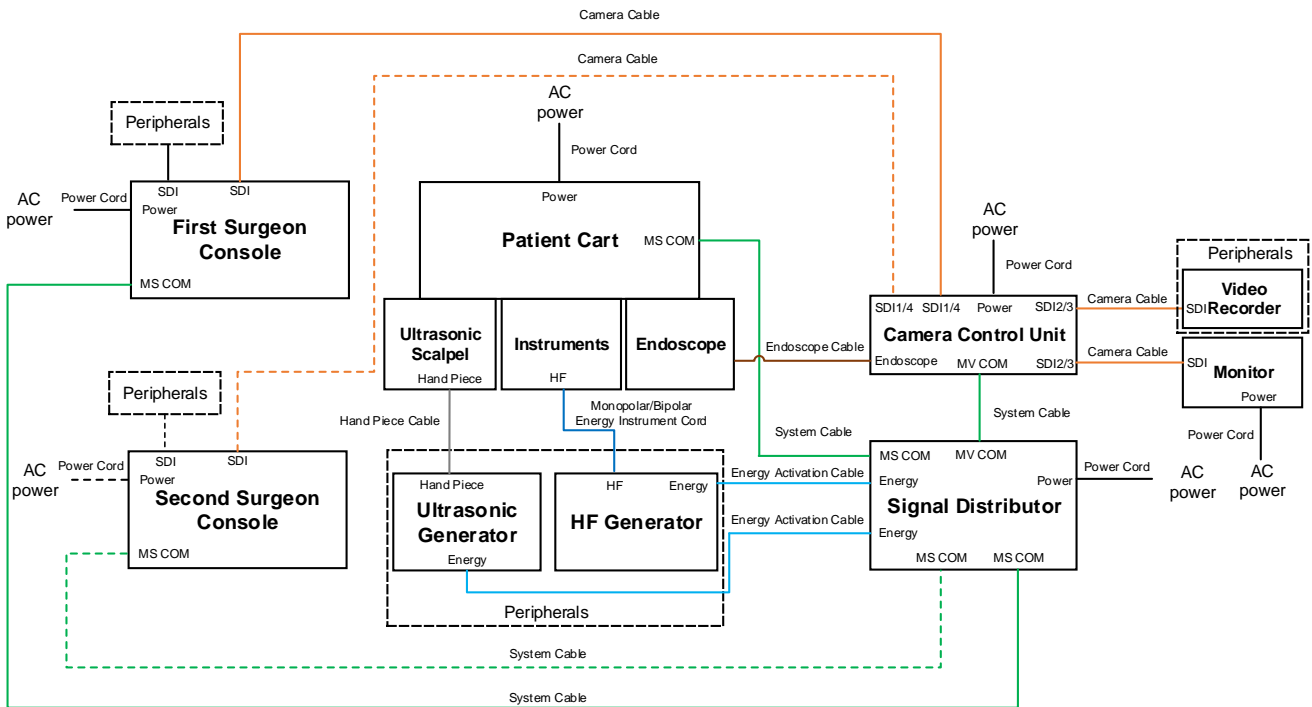 Camera Cable
Camera Cable
AC
power
Peripherals
Power Cord
SDI
SDI
AC
power
Power Cord
Power
First Surgeon
Console
MS COM
Power
Patient Cart
MS COM
AC
power
Power Cord
Peripherals
Video
Recorder
SDI
Camera Cable
SDI1/4
SDI1/4
Power
SDI2/3
Camera Control Unit
Endoscope
MV COM
SDI2/3
Camera Cable
SDI
Monitor
Power
Ultrasonic
Scalpel
Hand Piece
Instruments
HF
Endoscope
Endoscope Cable
Peripherals
Hand Piece Cable
Monopolar/Bipolar
Energy Instrument Cord
System Cable
System Cable
Power Cord
AC
power
SDI
SDI
AC
power
Power Cord
Power
Second Surgeon
Console
MS COM
Hand Piece
Ultrasonic
Generator
Energy
HF
Energy
HF Generator
Peripherals
Energy Activation Cable
Energy Activation Cable
MS COM
MV COM
Energy
Power
Signal Distributor
Energy
MS COM
MS COM
Power Cord
AC
power
System Cable
System Cable